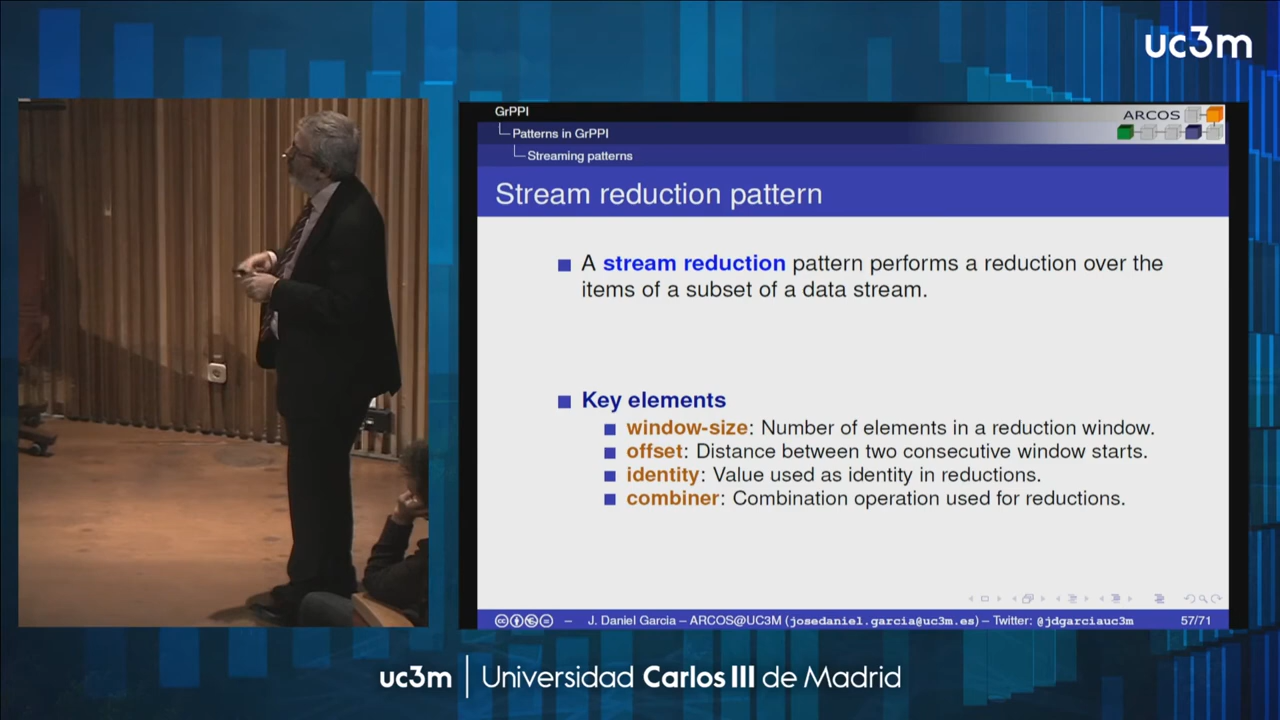 uc3m
GrPPI
Patterns in GrPPI
Streaming patterns
ARCOS
Stream reduction pattern
A stream reduction pattern performs a reduction over the
items of a subset of a data stream.
Key elements
window-size: Number of elements in a reduction window.
offset: Distance between two consecutive window starts.
identity: Value used as identity in reductions.
combiner: Combination operation used for reductions.
J. Daniel Garcia – ARCOS@UC3M (josedaniel.garcia@uc3m.es) – Twitter: @jdgarciauc3m
57/71
uc3m | Universidad Carlos III de Madrid